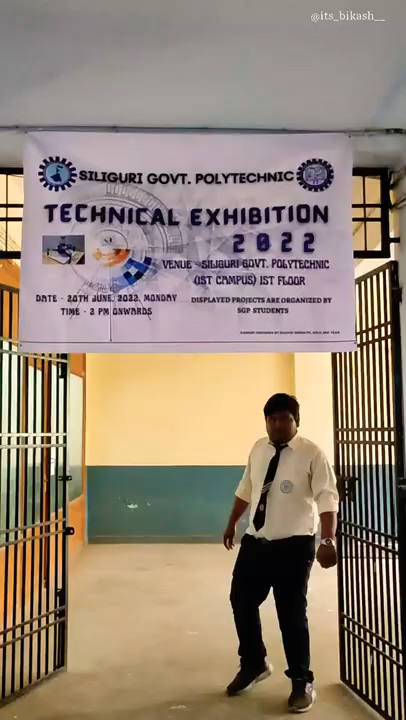 @its_bikash__
SILIGURI GOVT. POLYTECHNIC
TECHNICAL EXHIBITION
2022
VENUE - SILIGURI GOVT. POLYTECHNIC
(1ST CAMPUS) 1ST FLOOR
DATE - 20TH JUNE, 2022, MONDAY
TIME - 2 PM ONWARDS
DISPLAYED PROJECTS ARE ORGANIZED BY
SGP STUDENTS